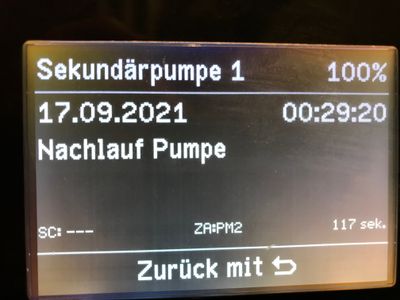 Sekundärpumpe 1 100%
17.09.2021 00:29:20
Nachlauf Pumpe
SC: --- ZA:PM2 117 sek.
Zurück mit ⮌